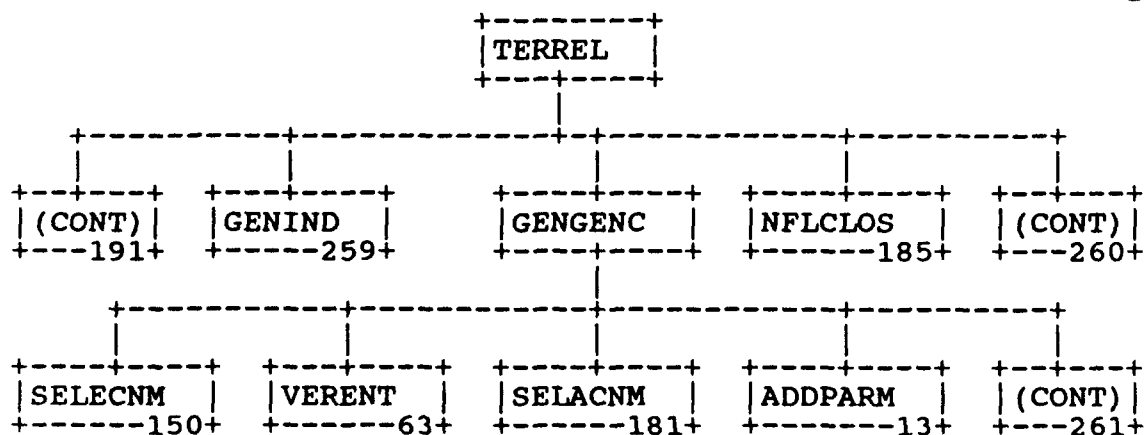 TERREL
(CONT) GENIND GENGENC NFLCLOS (CONT)
191 259 185 260
SELECNM VERENT SELACNM ADDPARM (CONT)
150 63 181 13 261